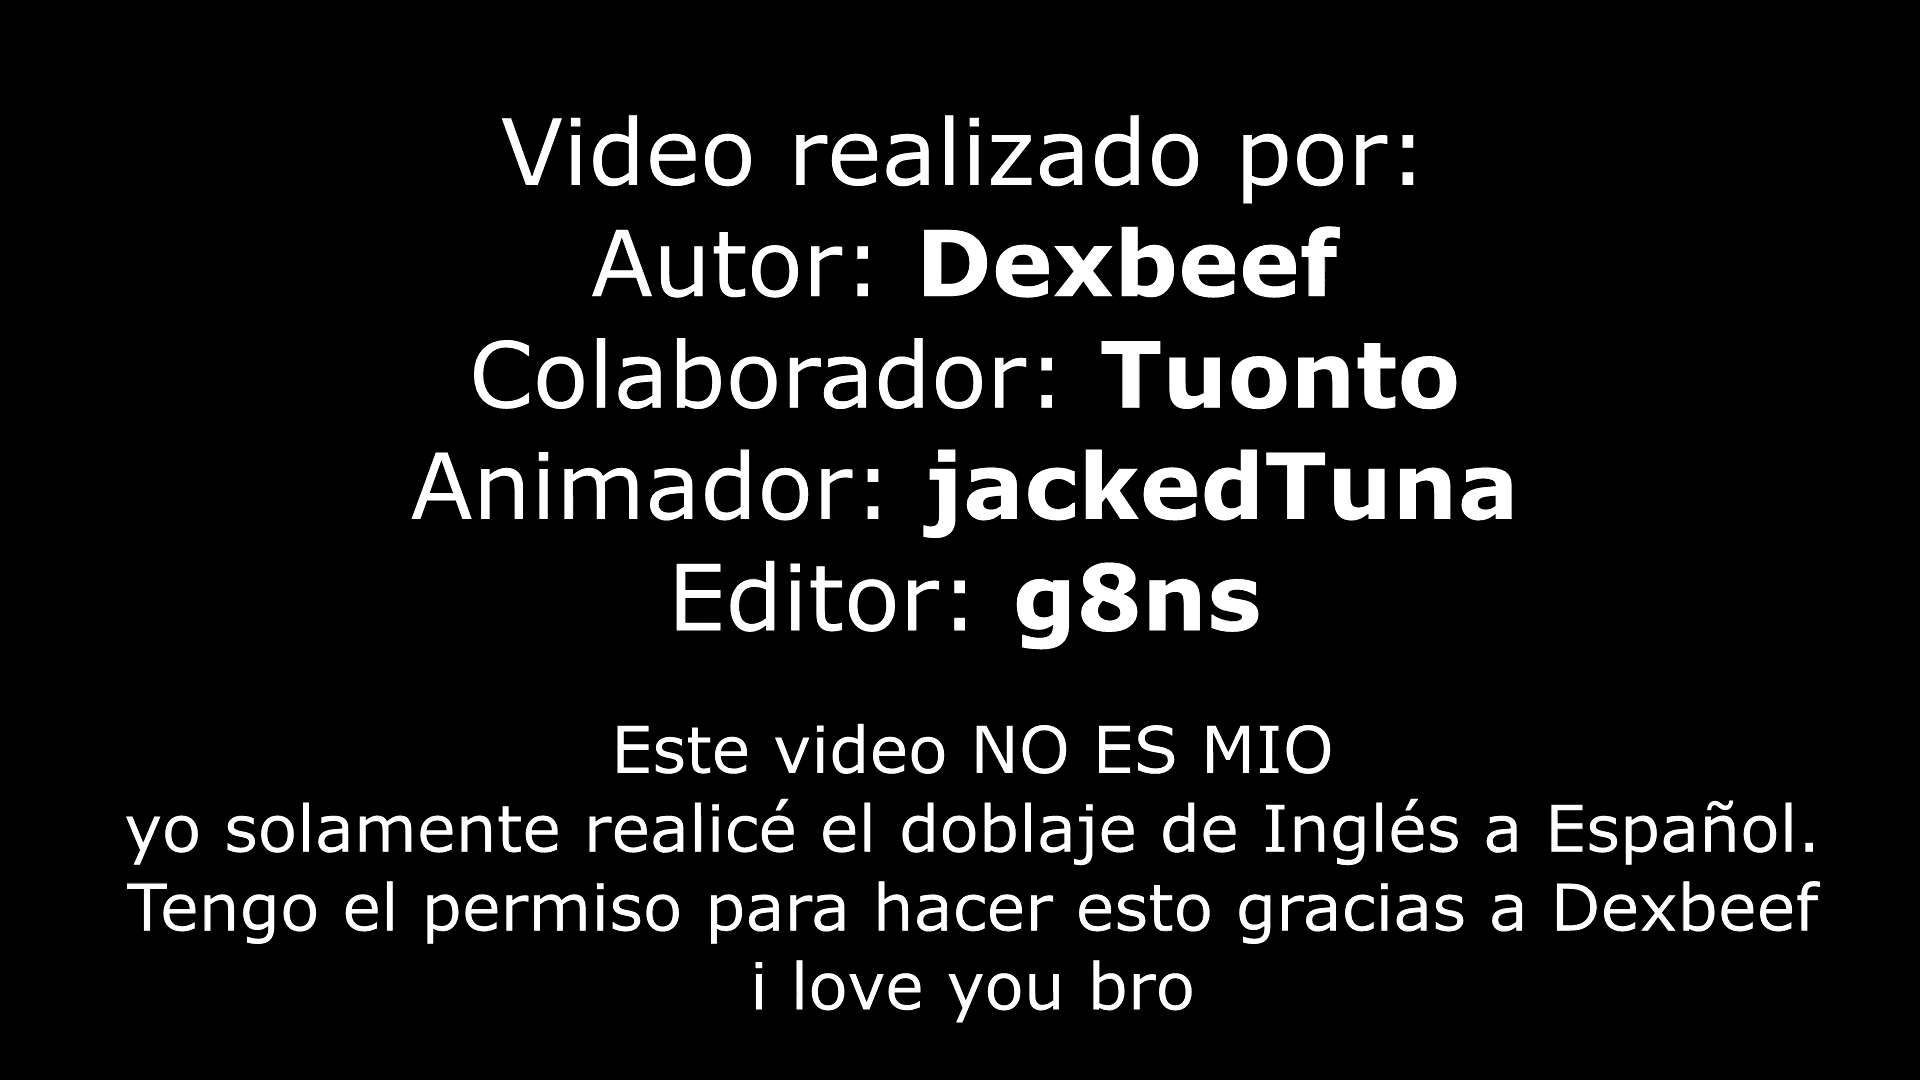 Video realizado por:
Autor: Dexbeef
Colaborador: Tuonto
Animador: jackedTuna
Editor: g8ns
Este video NO ES MIO
yo solamente realicé el doblaje de Inglés a Español.
Tengo el permiso para hacer esto gracias a Dexbeef
i love you bro